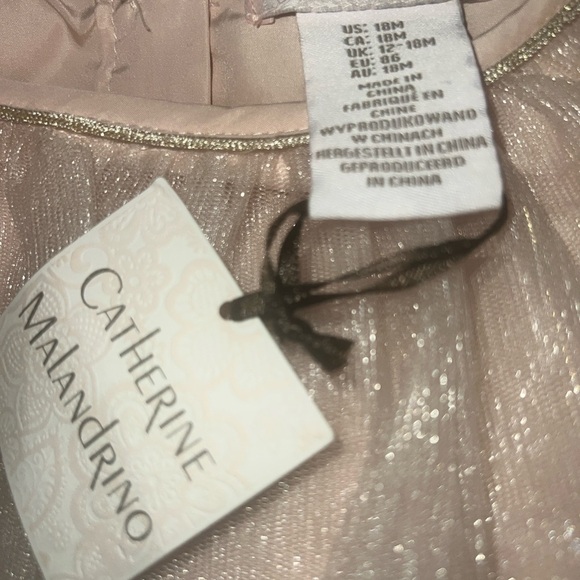 US: 18M
CA: 18M
UK: 12-18M
EU: 86
AU: 18M
MADE IN
CHINA
FABRIQUÉ EN
CHINE
WYPRODUKOWANO
W CHINACH
HERGESTELLT IN CHINA
GEPRODUCEERD
IN CHINA
CATHERINE
MALANDRINO